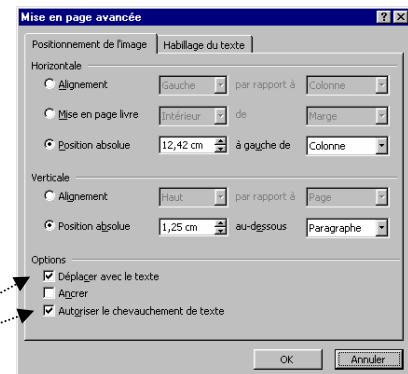 Mise en page avancée
Positionnement de l'image Habillage du texte
Horizontale
Alignement Gauche par rapport à Colonne
Mise en page livre Intérieur de Marge
Position absolue 12,42 cm à gauche de Colonne
Verticale
Alignement Haut par rapport à Page
Position absolue 1,25 cm au-dessous Paragraphe
Options
Déplacer avec le texte
Ancrer
Autoriser le chevauchement de texte
OK Annuler